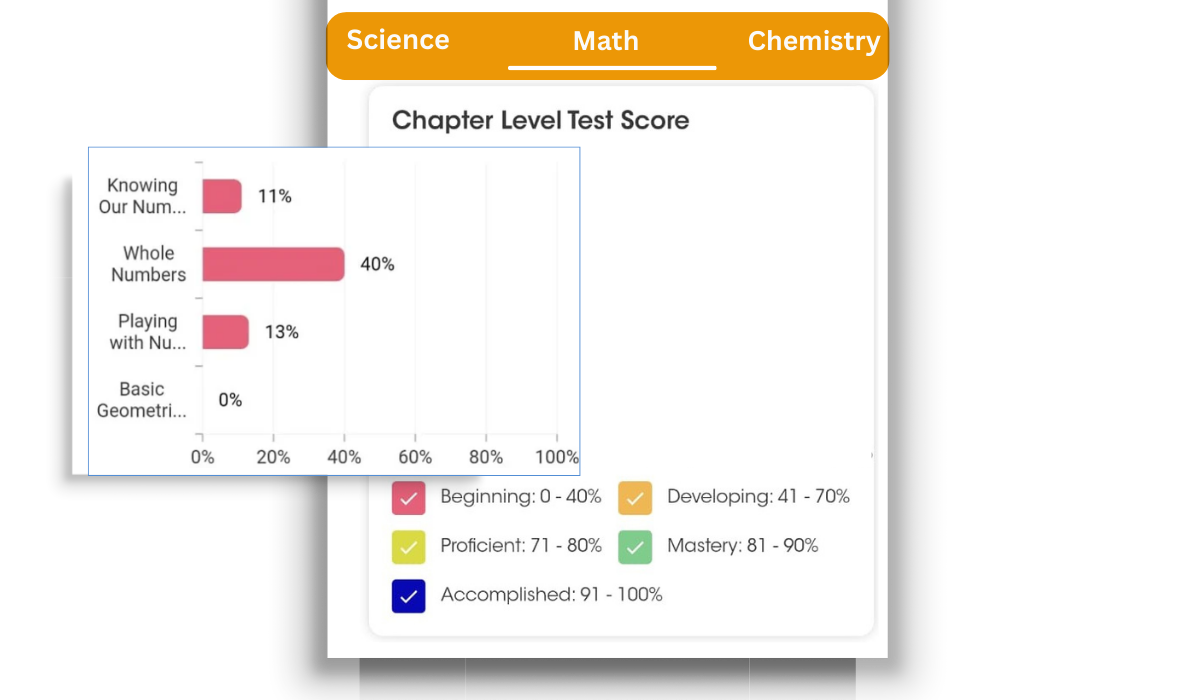 Science Math Chemistry
Chapter Level Test Score
Knowing
Our Num...
11%
Whole
Numbers
40%
Playing
with Nu...
13%
Basic
Geometri...
0%
0% 20% 40% 60% 80% 100%
Beginning: 0 - 40% Developing: 41 - 70%
Proficient: 71 - 80% Mastery: 81 - 90%
Accomplished: 91 - 100%